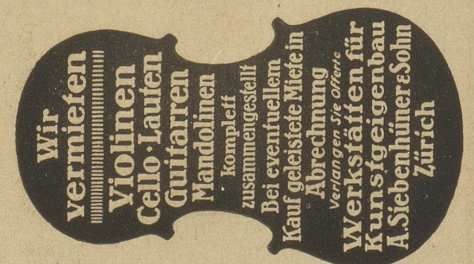 Wir
vermieten
Violinen
Cello·Lauten
Guitarren
Mandolinen
komplett
zusammengestellt
Bei eventuellem
Kauf geleistete Miete in
Abrechnung
Verlangen Sie Offerte
Werkstätten für
Kunstgeigenbau
A. Siebenhüner & Sohn
Zürich